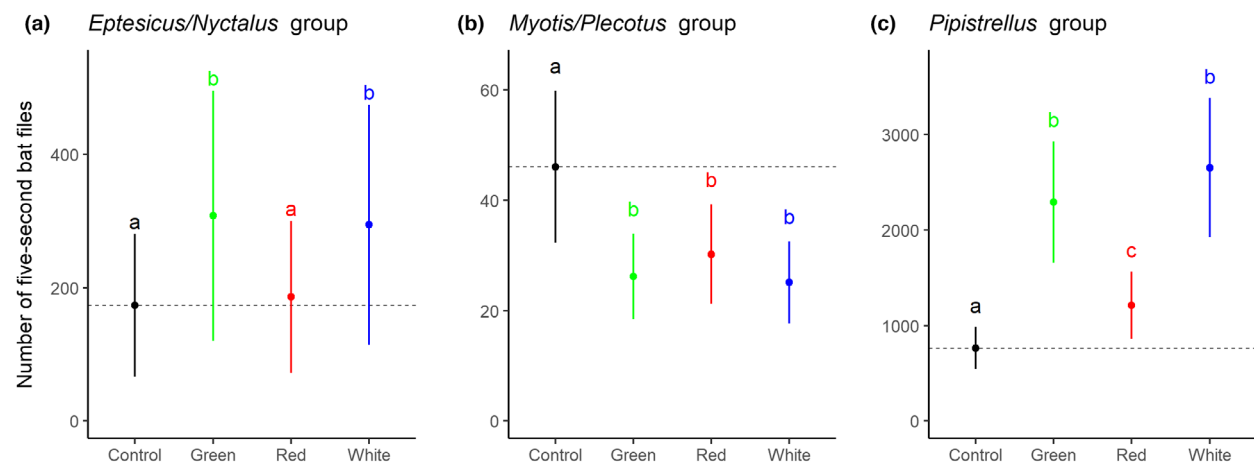 (a) Eptesicus/Nyctalus group
Number of five-second bat files
400
200
0
a
b
a
b
Control Green Red White
(b) Myotis/Plecotus group
60
40
20
0
a
b
b
b
Control Green Red White
(c) Pipistrellus group
3000
2000
1000
0
a
b
c
b
Control Green Red White